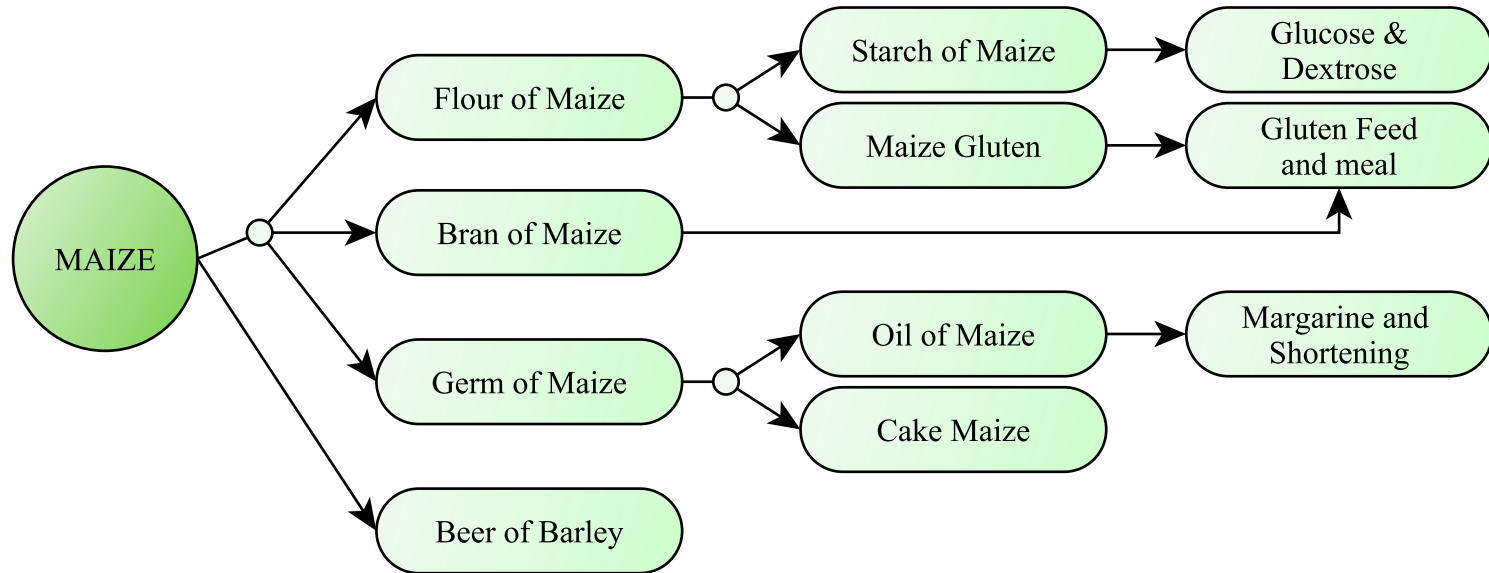 MAIZE
Flour of Maize
Starch of Maize
Glucose &
Dextrose
Maize Gluten
Gluten Feed
and meal
Bran of Maize
Germ of Maize
Oil of Maize
Margarine and
Shortening
Cake Maize
Beer of Barley